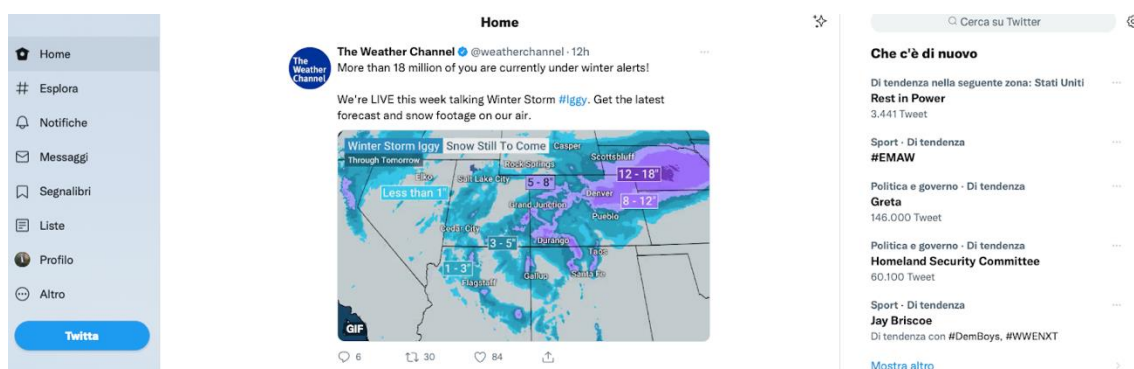 Home
Esplora
Notifiche
Messaggi
Segnalibri
Liste
Profilo
Altro
Twitta
Home
The Weather Channel
The Weather Channel @weatherchannel · 12h
More than 18 million of you are currently under winter alerts!
We're LIVE this week talking Winter Storm #Iggy. Get the latest
forecast and snow footage on our air.
Winter Storm Iggy Snow Still To Come
Through Tomorrow
Casper
Scottsbluff
Rock Springs
Elko
Salt Lake City
12 - 18"
5 - 8"
Less than 1"
Denver
8 - 12"
Grand Junction
Pueblo
Cedar City
3 - 5"
Durango
Taos
1 - 3"
Gallup
Santa Fe
Flagstaff
GIF
6 30 84
Cerca su Twitter
Che c'è di nuovo
Di tendenza nella seguente zona: Stati Uniti
Rest in Power
3.441 Tweet
Sport · Di tendenza
#EMAW
Politica e governo · Di tendenza
Greta
146.000 Tweet
Politica e governo · Di tendenza
Homeland Security Committee
60.100 Tweet
Sport · Di tendenza
Jay Briscoe
Di tendenza con #DemBoys, #WWENXT
Mostra altro